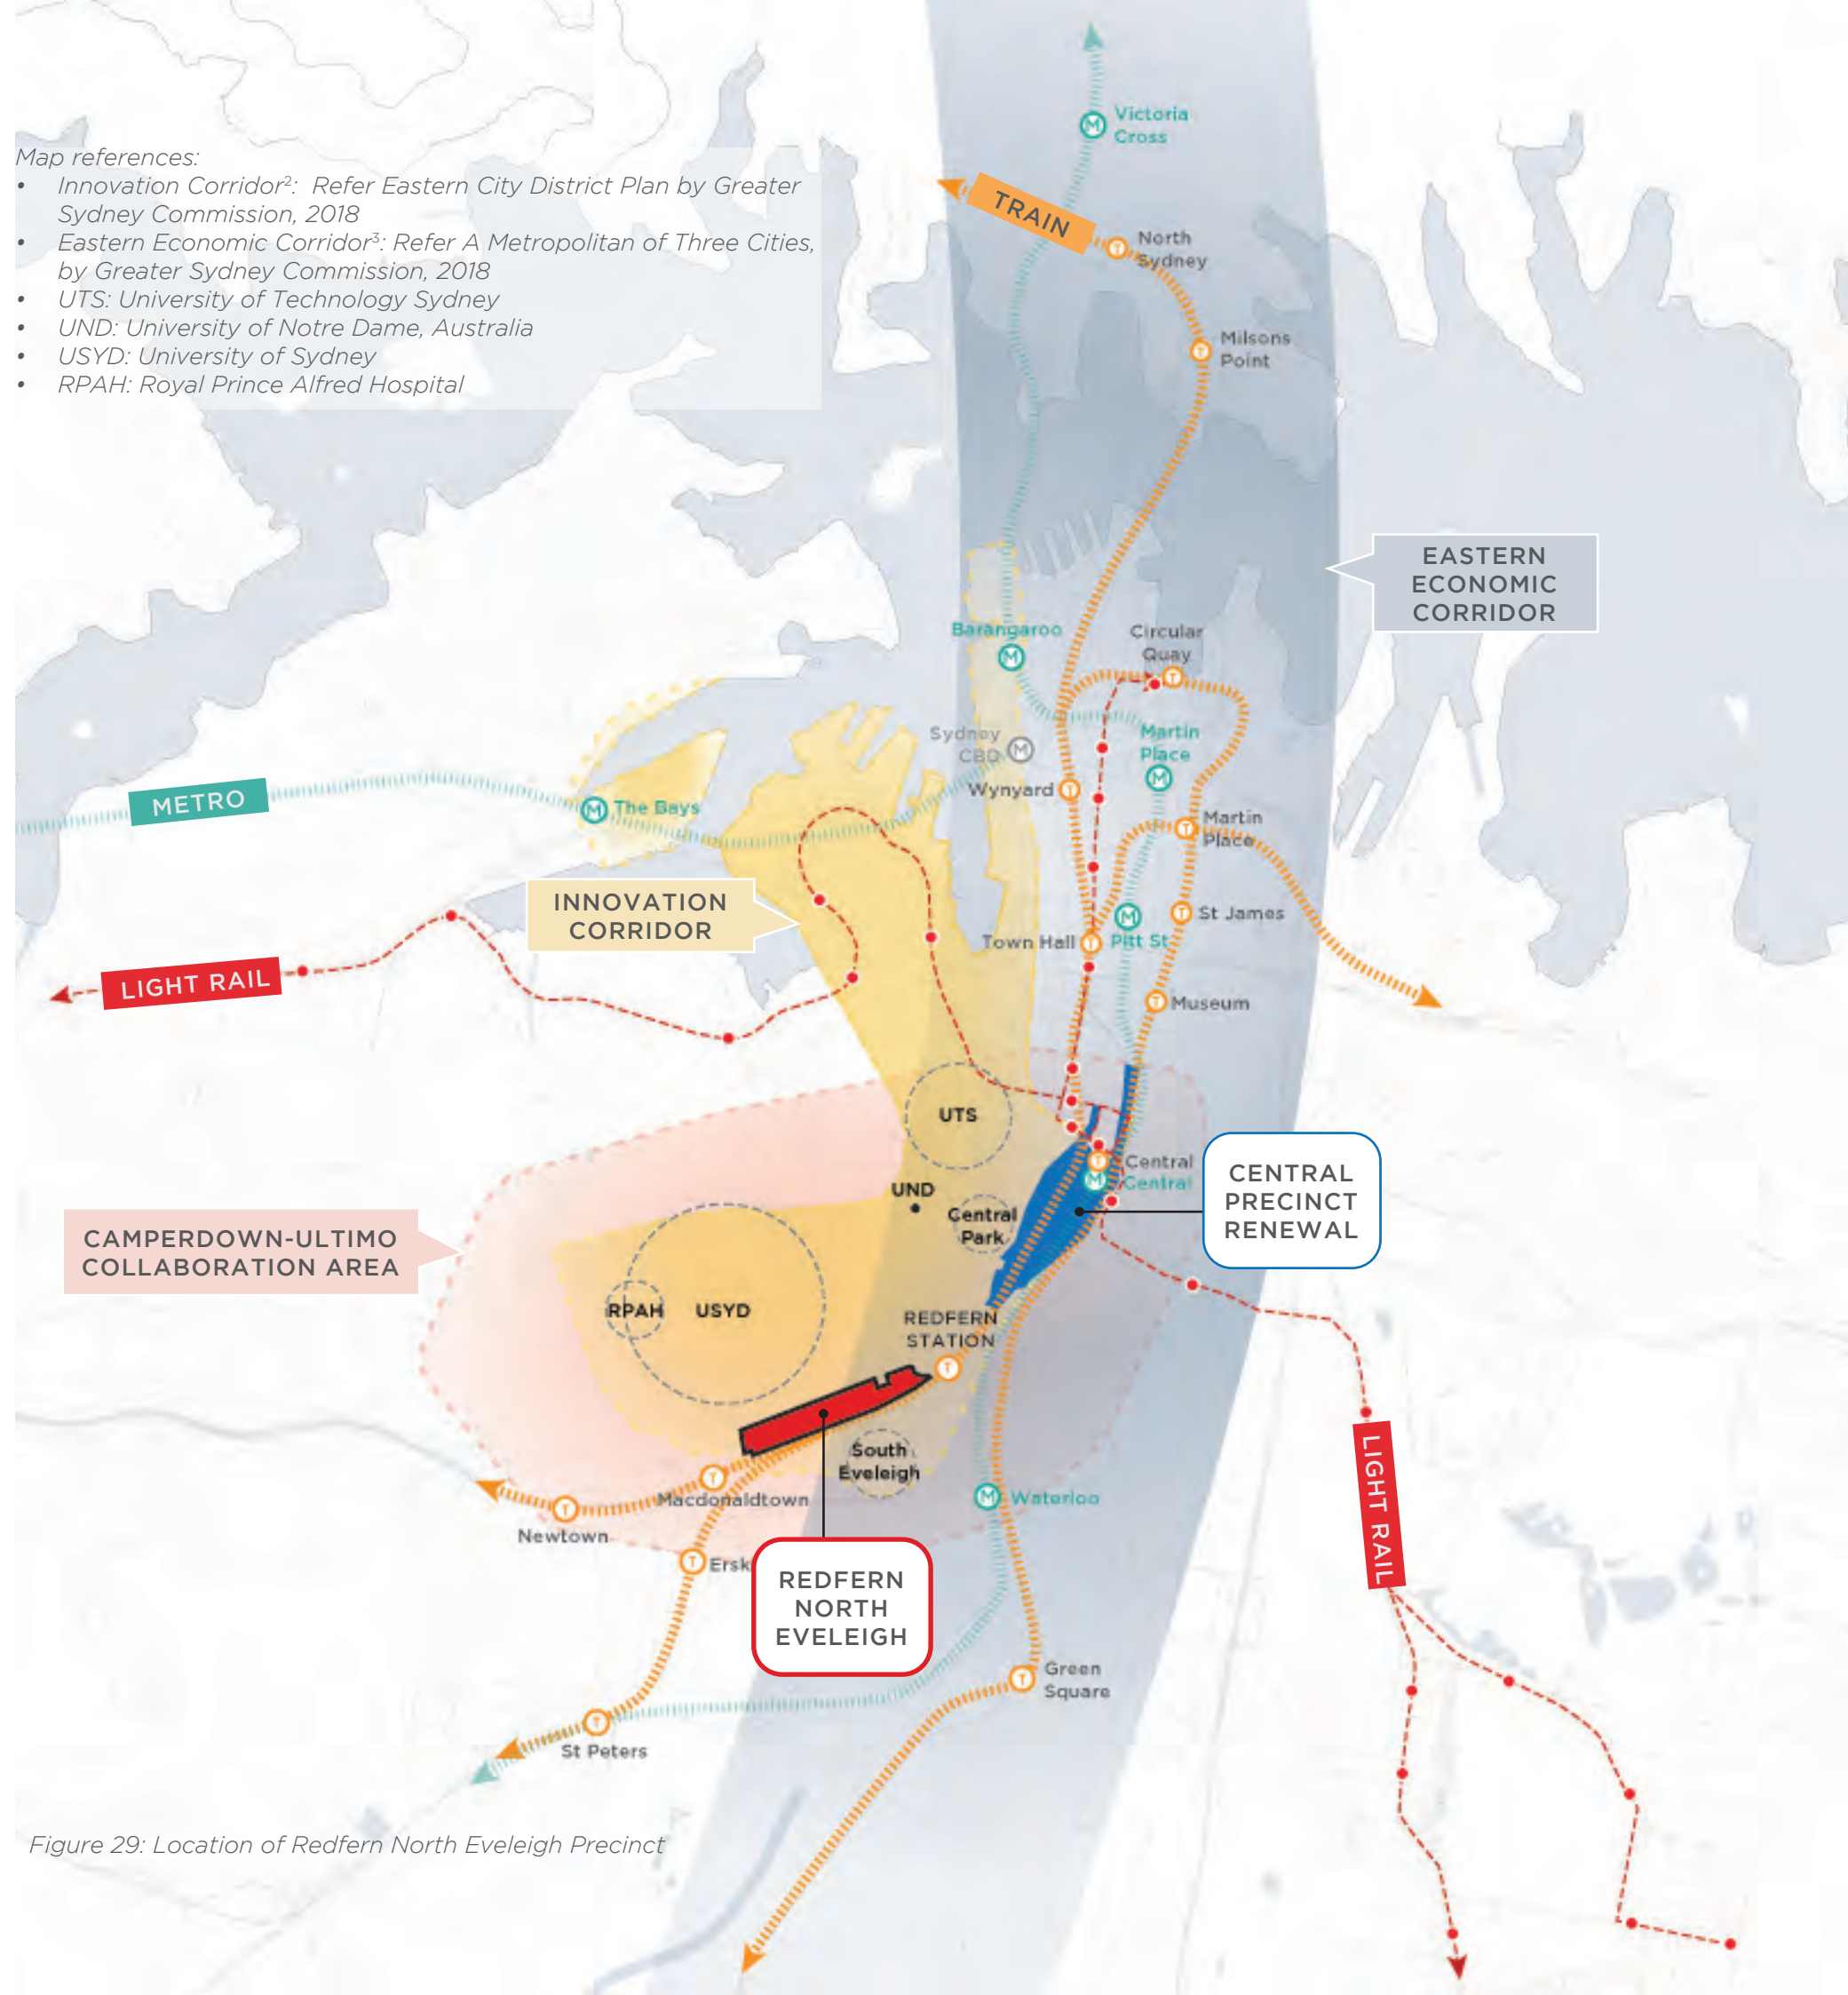 Map references:
• Innovation Corridor²: Refer Eastern City District Plan by Greater
Sydney Commission, 2018
• Eastern Economic Corridor³: Refer A Metropolitan of Three Cities,
by Greater Sydney Commission, 2018
• UTS: University of Technology Sydney
• UND: University of Notre Dame, Australia
• USYD: University of Sydney
• RPAH: Royal Prince Alfred Hospital
M Victoria
Cross
TRAIN
T North
Sydney
T Milsons
Point
EASTERN
ECONOMIC
CORRIDOR
Barangaroo
M
Circular
Quay
T
Sydney
CBD M
Martin
Place
M
Wynyard T
METRO
M The Bays
T Martin
Place
INNOVATION
CORRIDOR
T St James
Town Hall T
M
Pitt St
LIGHT RAIL
T Museum
UTS
T Central
M Central
CENTRAL
PRECINCT
RENEWAL
UND
Central
Park
CAMPERDOWN-ULTIMO
COLLABORATION AREA
RPAH
USYD
REDFERN
STATION
T
South
Eveleigh
T
Macdonaldtown
M Waterloo
T
Newtown
T Ersk
LIGHT RAIL
REDFERN
NORTH
EVELEIGH
T Green
Square
T
St Peters
Figure 29: Location of Redfern North Eveleigh Precinct